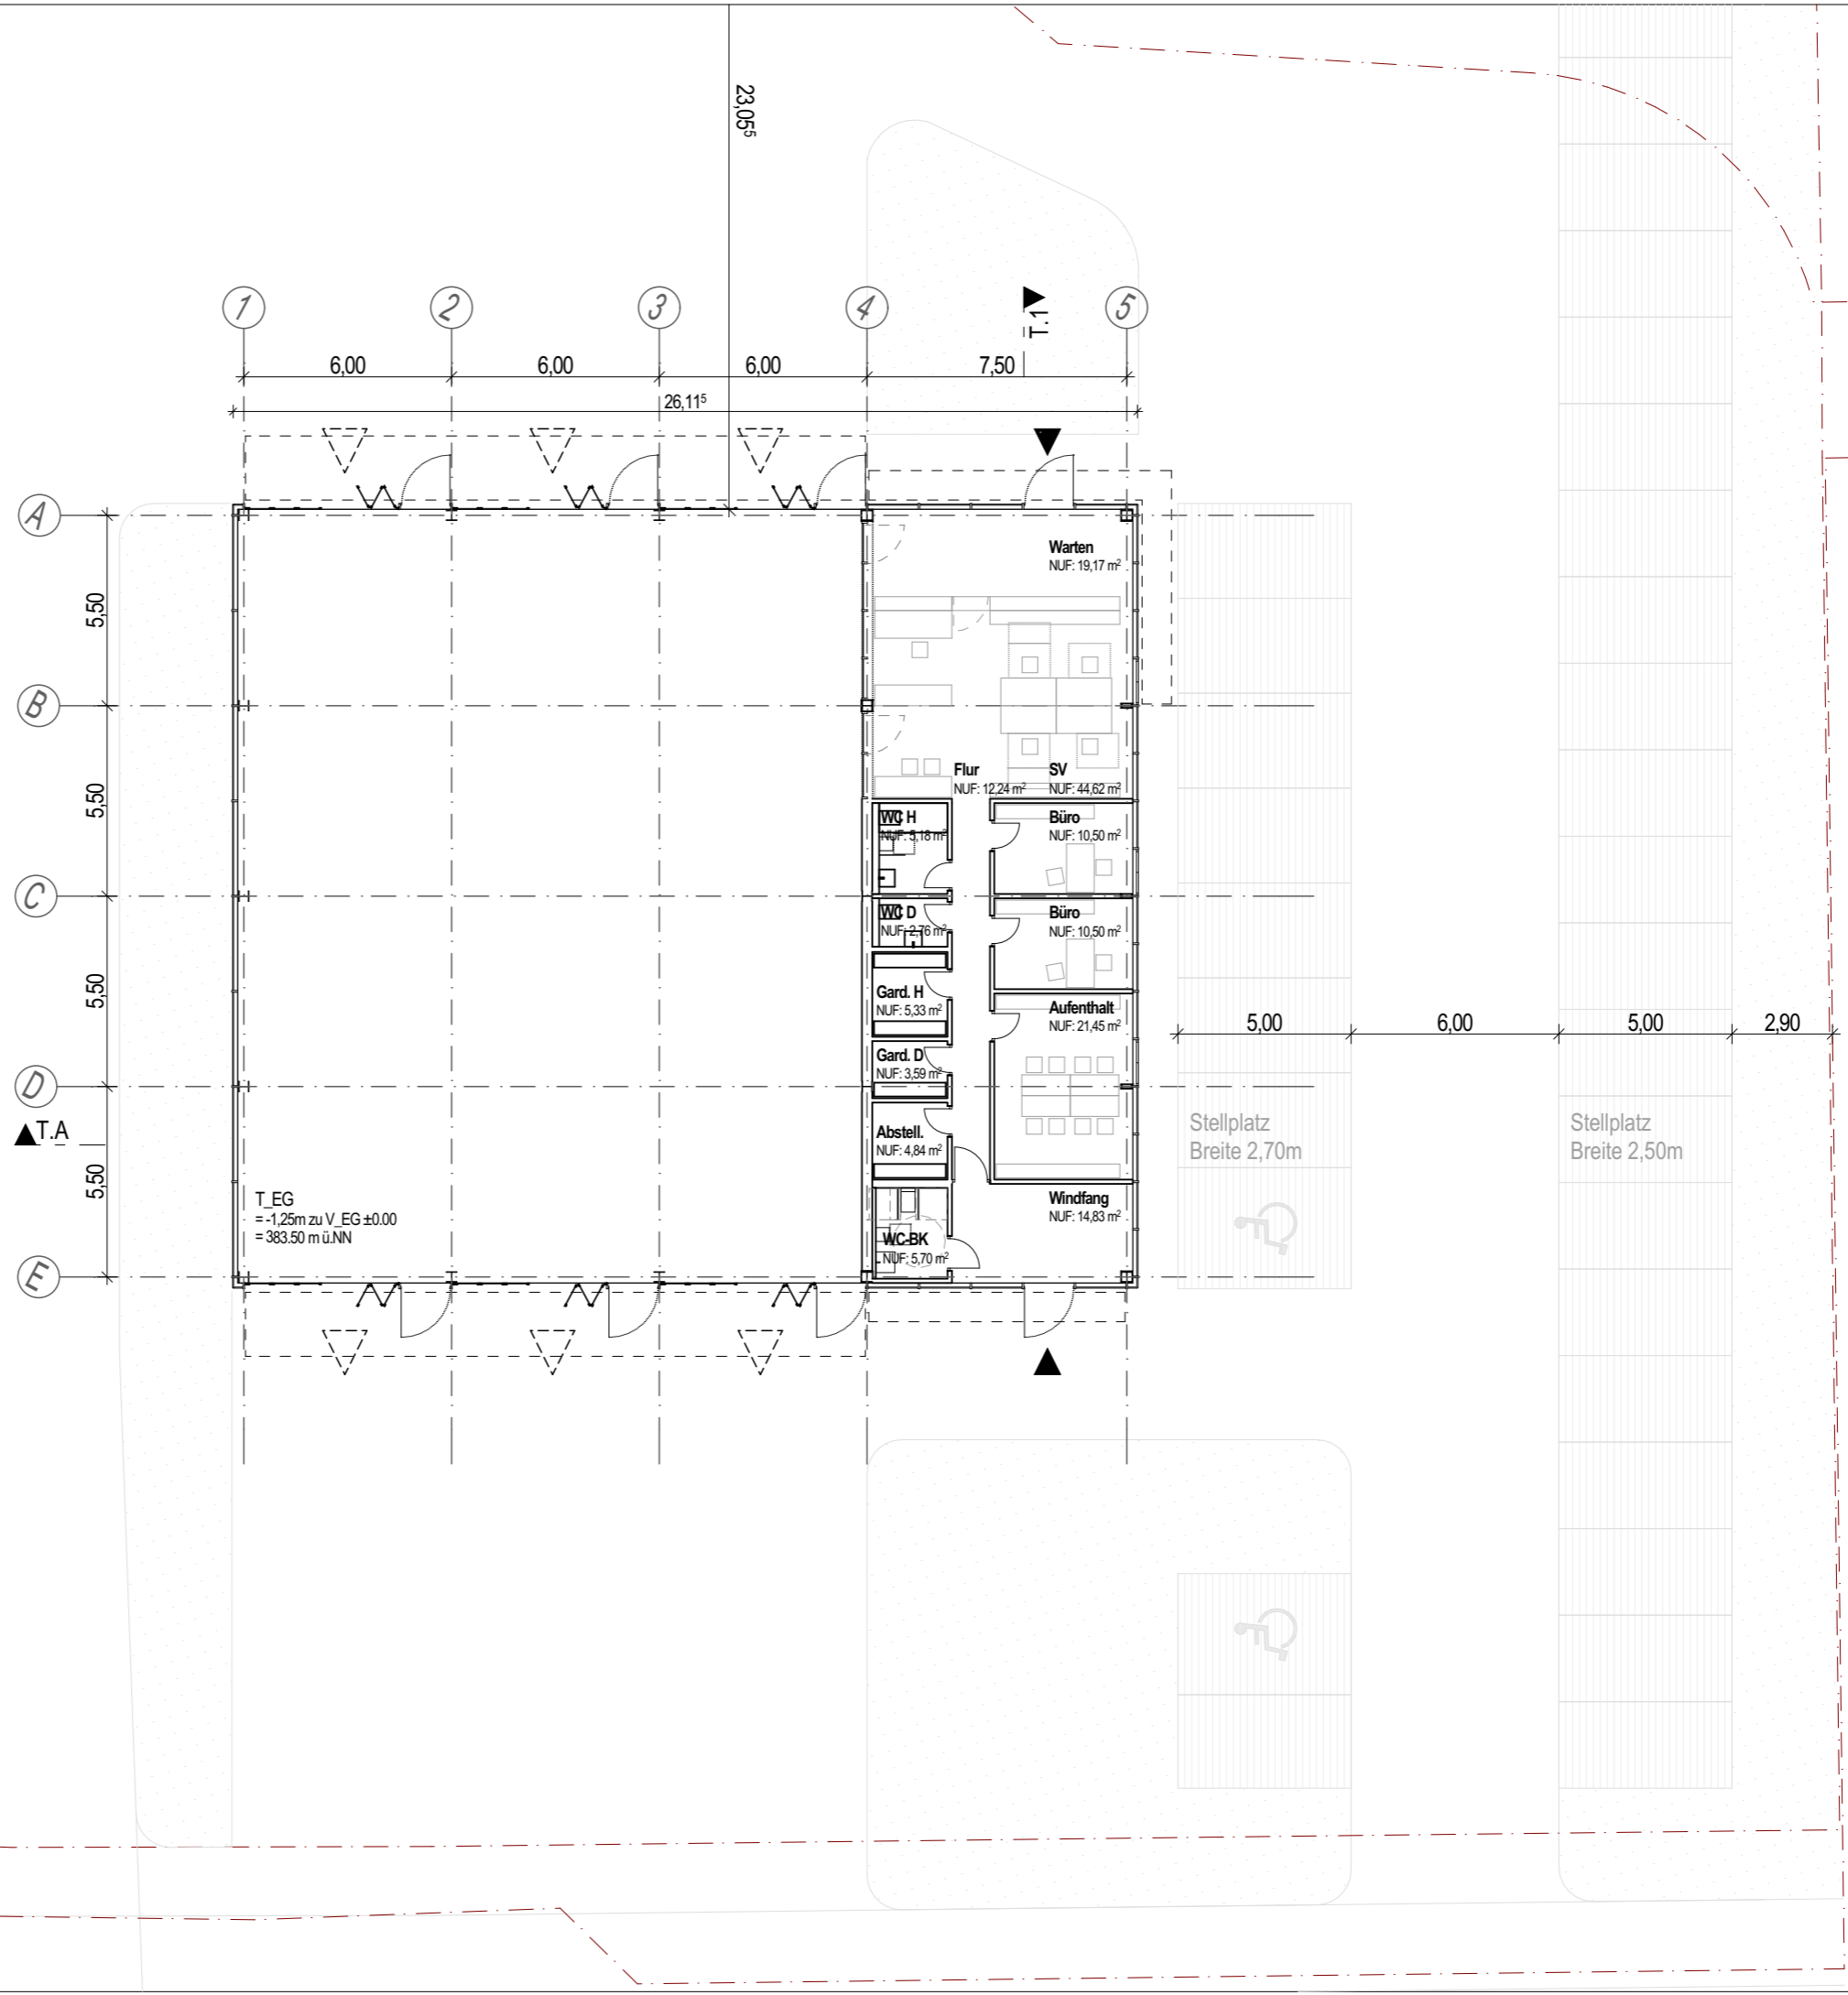 23,05⁵
1
2
3
4
5
T.1
6,00
6,00
6,00
7,50
26,11⁵
A
B
C
D
E
5,50
5,50
5,50
5,50
T.A
Warten
NUF: 19,17 m²
Flur
NUF: 12,24 m²
SV
NUF: 44,62 m²
WC H
NUF: 5,18 m²
Büro
NUF: 10,50 m²
WC D
NUF: 2,76 m²
Büro
NUF: 10,50 m²
Gard. H
NUF: 5,33 m²
Aufenthalt
NUF: 21,45 m²
Gard. D
NUF: 3,59 m²
Abstell.
NUF: 4,84 m²
Windfang
NUF: 14,83 m²
WC-BK
NUF: 5,70 m²
T_EG
= -1,25m zu V_EG ±0.00
= 383.50 m ü.NN
5,00
6,00
5,00
2,90
Stellplatz
Breite 2,70m
Stellplatz
Breite 2,50m